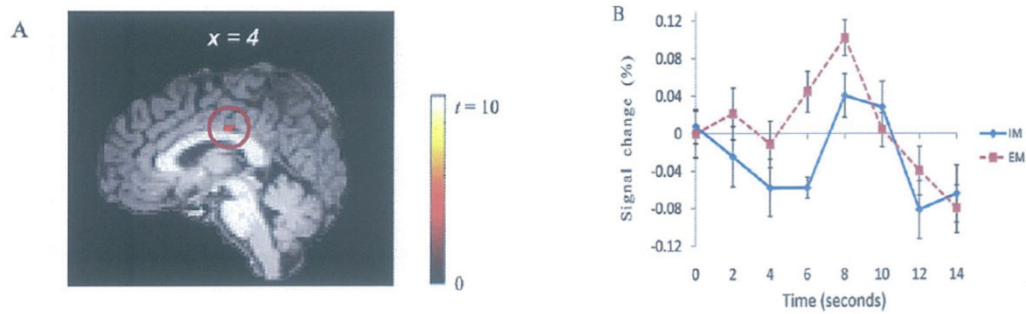 A
x = 4
t = 10
0
B
Signal change (%)
0.12
0.08
0.04
0
-0.04
-0.08
-0.12
0 2 4 6 8 10 12 14
Time (seconds)
IM
EM